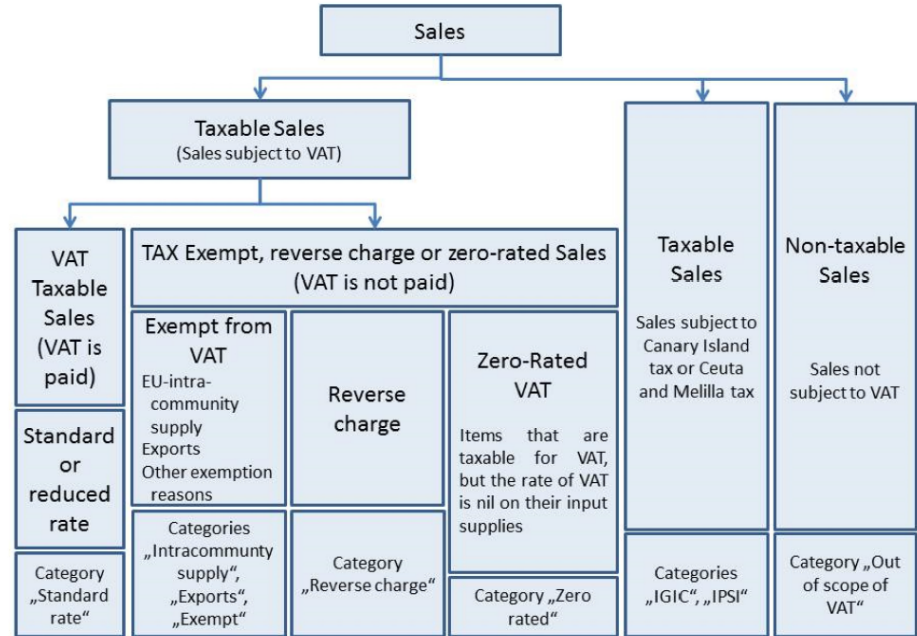 Sales
Taxable Sales
(Sales subject to VAT)
VAT
Taxable
Sales
(VAT is
paid)
Standard
or
reduced
rate
Category
„Standard
rate“
TAX Exempt, reverse charge or zero-rated Sales
(VAT is not paid)
Exempt from
VAT
EU-intra-
community
supply
Exports
Other exemption
reasons
Categories
„Intracommunty
supply“,
„Exports“,
„Exempt“
Reverse
charge
Category
„Reverse charge“
Zero-Rated
VAT
Items that are
taxable for VAT,
but the rate of VAT
is nil on their input
supplies
Category „Zero
rated“
Taxable
Sales
Sales subject to
Canary Island
tax or Ceuta
and Melilla tax
Categories
„IGIC“, „IPSI“
Non-taxable
Sales
Sales not
subject to VAT
Category „Out
of scope of
VAT“